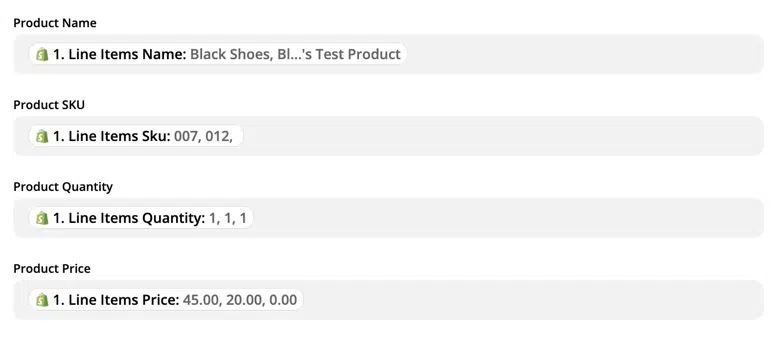 Product Name
1. Line Items Name: Black Shoes, Bl...'s Test Product
Product SKU
1. Line Items Sku: 007, 012,
Product Quantity
1. Line Items Quantity: 1, 1, 1
Product Price
1. Line Items Price: 45.00, 20.00, 0.00